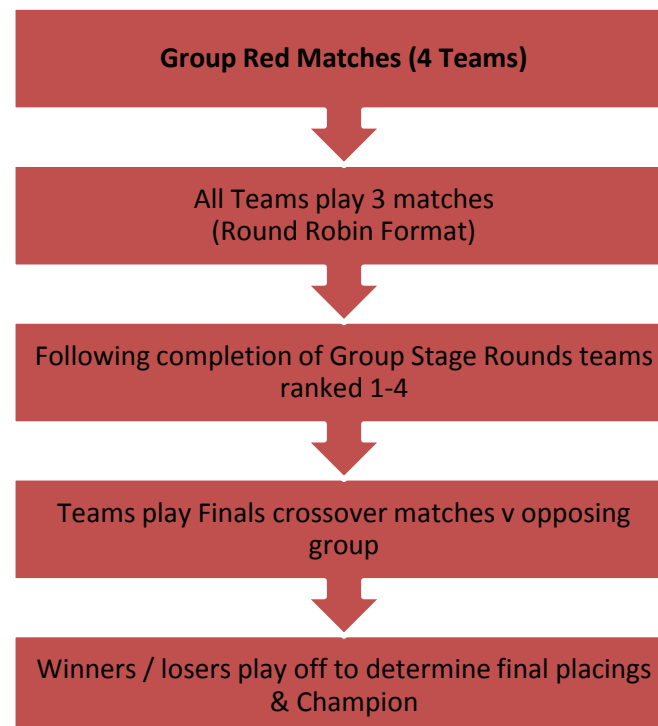 Group Red Matches (4 Teams)
All Teams play 3 matches
(Round Robin Format)
Following completion of Group Stage Rounds teams
ranked 1-4
Teams play Finals crossover matches v opposing
group
Winners / losers play off to determine final placings
& Champion